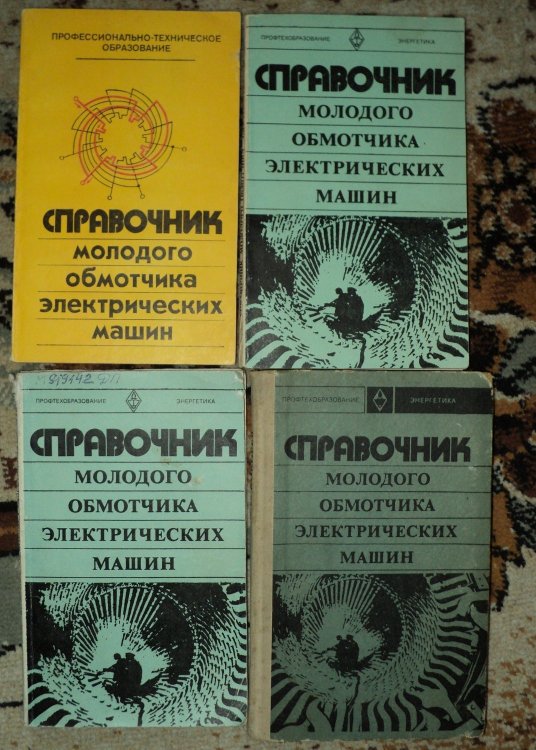 ПРОФЕССИОНАЛЬНО-ТЕХНИЧЕСКОЕ
ОБРАЗОВАНИЕ
СПРАВОЧНИК
МОЛОДОГО
ОБМОТЧИКА
ЭЛЕКТРИЧЕСКИХ
МАШИН
ПРОФТЕХОБРАЗОВАНИЕ ЭНЕРГЕТИКА
СПРАВОЧНИК
МОЛОДОГО
ОБМОТЧИКА
ЭЛЕКТРИЧЕСКИХ
МАШИН
ПРОФТЕХОБРАЗОВАНИЕ ЭНЕРГЕТИКА
СПРАВОЧНИК
МОЛОДОГО
ОБМОТЧИКА
ЭЛЕКТРИЧЕСКИХ
МАШИН
ПРОФТЕХОБРАЗОВАНИЕ ЭНЕРГЕТИКА
СПРАВОЧНИК
МОЛОДОГО
ОБМОТЧИКА
ЭЛЕКТРИЧЕСКИХ
МАШИН